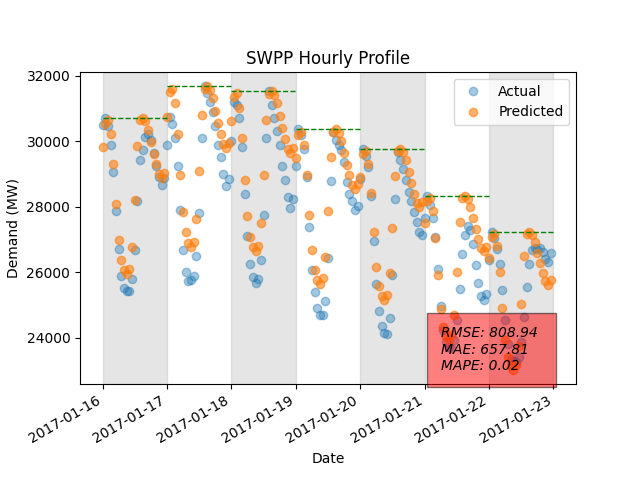 SWPP Hourly Profile
Actual
Predicted
32000
30000
28000
26000
24000
Demand (MW)
RMSE: 808.94
MAE: 657.81
MAPE: 0.02
2017-01-16
2017-01-17
2017-01-18
2017-01-19
2017-01-20
2017-01-21
2017-01-22
2017-01-23
Date